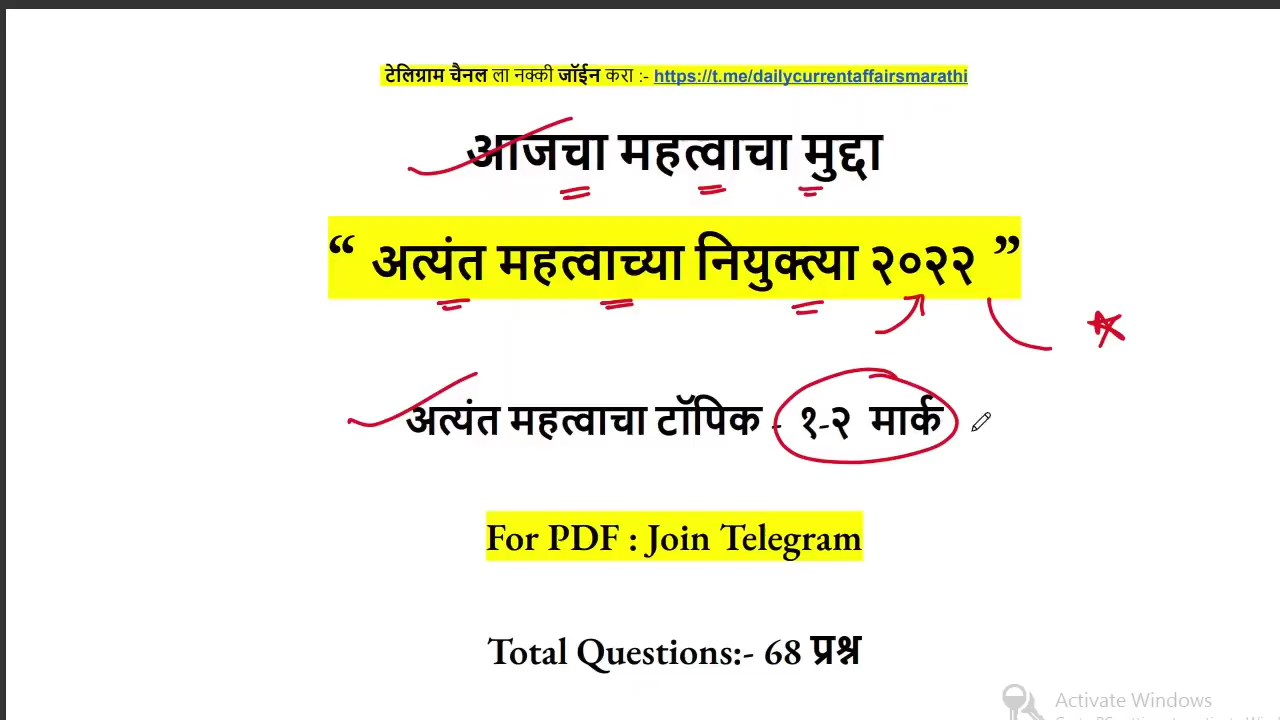 टेलिग्राम चैनल ला नक्की जॉईन करा :- https://t.me/dailycurrentaffairsmarathi
आजचा महत्वाचा मुद्दा
“ अत्यंत महत्वाच्या नियुक्त्या २०२२ ”
अत्यंत महत्वाचा टॉपिक - १-२ मार्क
For PDF : Join Telegram
Total Questions:- 68 प्रश्न
Activate Windows